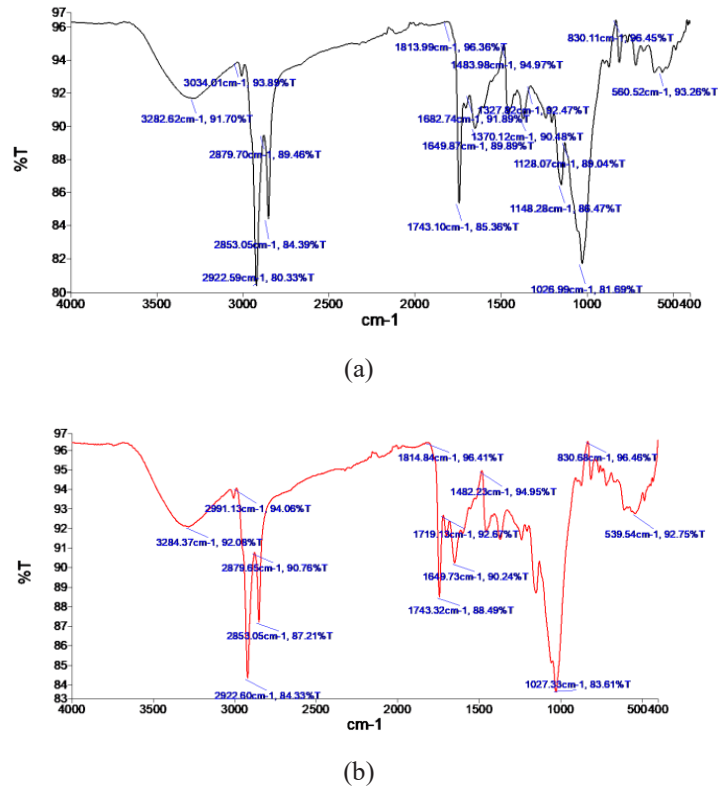 %T
96
94
92
90
88
86
84
82
80
4000
3000
2000
1500
1000
500400
cm-1
3034.01cm-1, 93.89%T
3282.62cm-1, 91.70%T
2879.70cm-1, 89.46%T
2853.05cm-1, 84.39%T
2922.59cm-1, 80.33%T
1813.99cm-1, 96.36%T
1483.98cm-1, 94.97%T
1327.82cm-1, 92.47%T
1682.74cm-1, 91.89%T
1370.12cm-1, 90.48%T
1649.87cm-1, 89.89%T
1128.07cm-1, 89.04%T
1148.28cm-1, 86.47%T
1743.10cm-1, 85.36%T
1026.99cm-1, 81.69%T
830.11cm-1, 96.45%T
560.52cm-1, 93.26%T
(a)
%T
97
96
95
94
93
92
91
90
89
88
87
86
85
84
83
4000
3000
2000
1500
1000
500400
cm-1
2991.13cm-1, 94.06%T
3284.37cm-1, 92.08%T
2879.65cm-1, 90.76%T
2853.05cm-1, 87.21%T
2922.60cm-1, 84.33%T
1814.84cm-1, 96.41%T
1482.23cm-1, 94.95%T
1719.13cm-1, 92.67%T
1649.73cm-1, 90.24%T
1743.32cm-1, 88.49%T
1027.33cm-1, 83.61%T
830.68cm-1, 96.46%T
539.54cm-1, 92.75%T
(b)